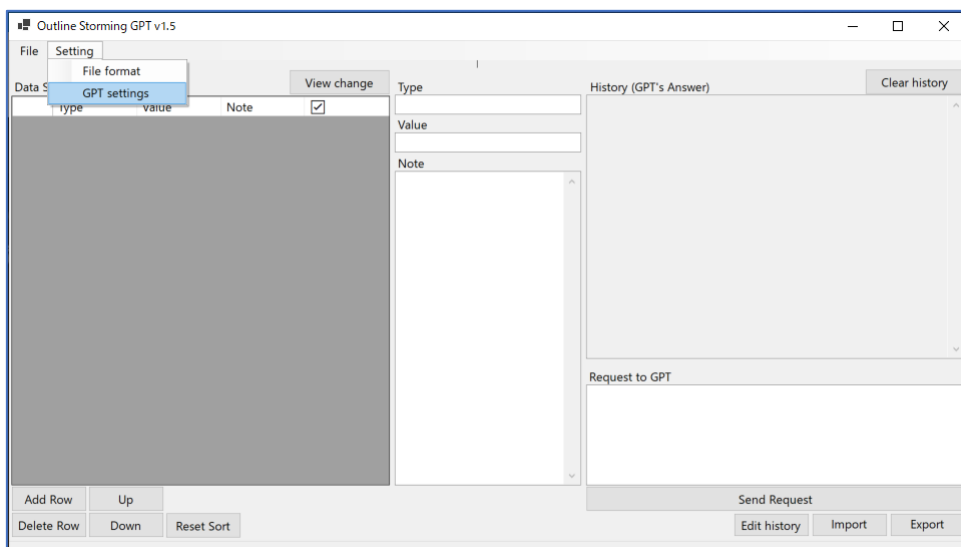 Outline Storming GPT v1.5
File Setting
File format
GPT settings
Data S
View change
Type
History (GPT's Answer)
Clear history
Type Value Note
Value
Note
Request to GPT
Send Request
Add Row Up
Delete Row Down Reset Sort
Edit history Import Export